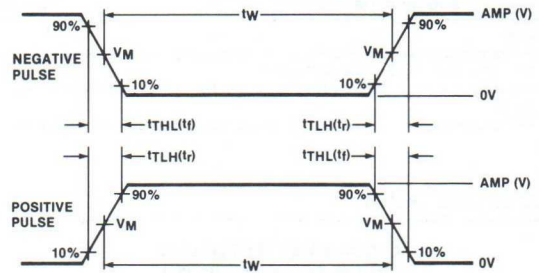 tW
AMP (V)
90% 90%
NEGATIVE PULSE
VM VM
10% 10%
0V
tTHL(tf) tTLH(tr)
tTLH(tr) tTHL(tf)
AMP (V)
90% 90%
POSITIVE PULSE
VM VM
10% 10%
tW
0V